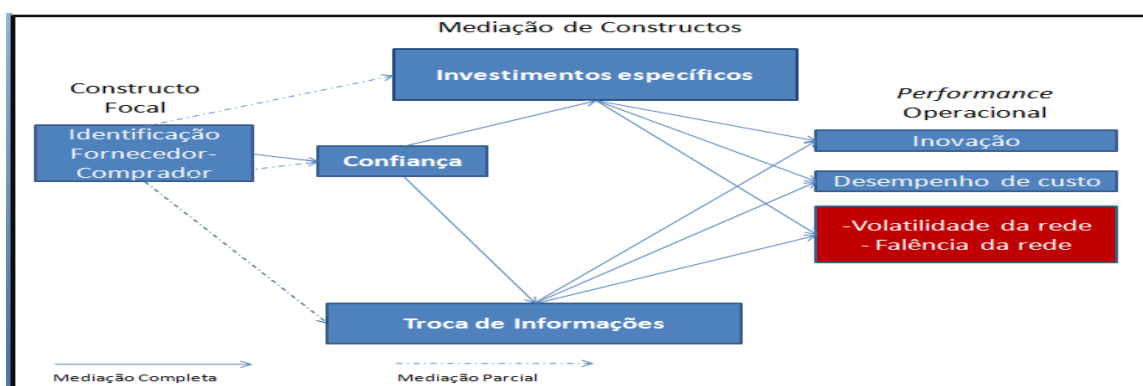 Mediação de Constructos
Investimentos específicos
Constructo
Focal
Identificação
Fornecedor-
Comprador
Confiança
Performance
Operacional
Inovação
Desempenho de custo
-Volatilidade da rede
- Falência da rede
Troca de Informações
Mediação Completa
Mediação Parcial